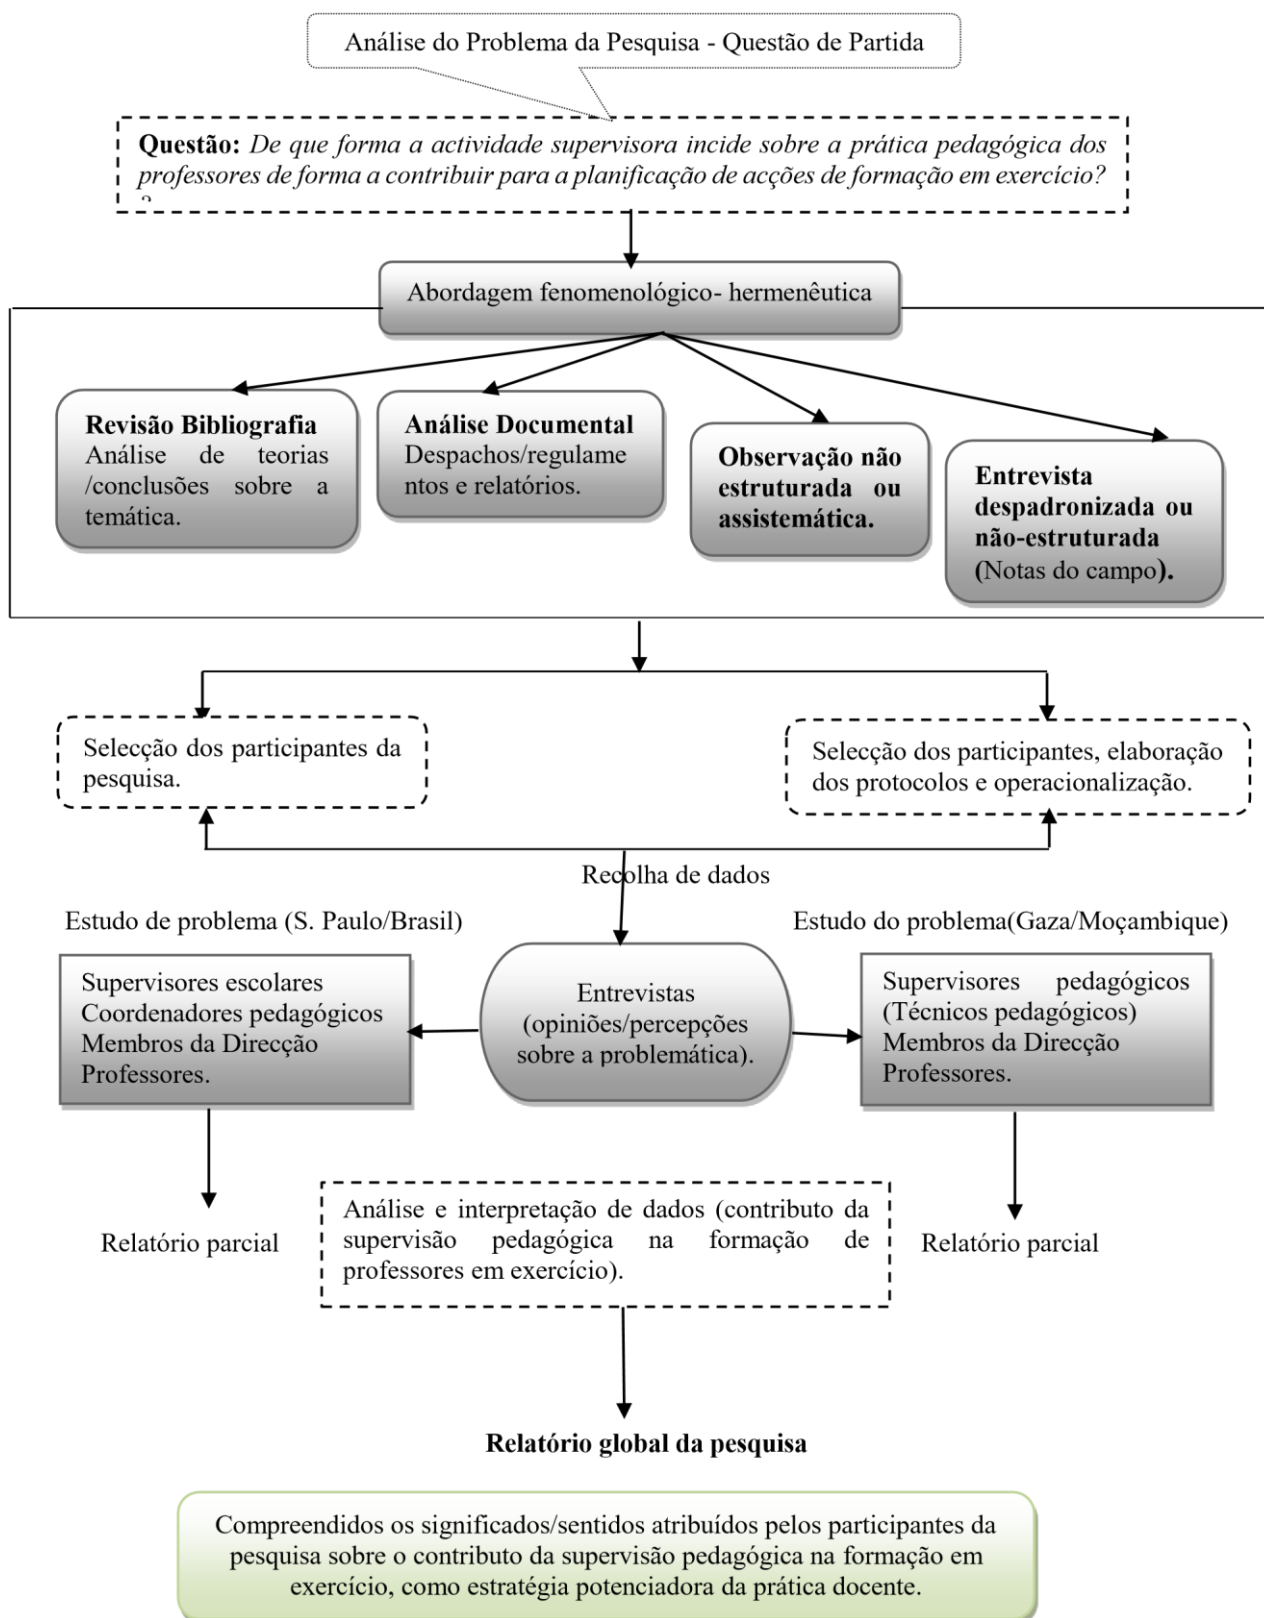 Análise do Problema da Pesquisa - Questão de Partida
Questão: De que forma a actividade supervisora incide sobre a prática pedagógica dos
professores de forma a contribuir para a planificação de acções de formação em exercício?
?
Abordagem fenomenológico- hermenêutica
Revisão Bibliografia
Análise de teorias
/conclusões sobre a
temática.
Análise Documental
Despachos/regulame
ntos e relatórios.
Observação não
estruturada ou
assistemática.
Entrevista
despadronizada ou
não-estruturada
(Notas do campo).
Selecção dos participantes da
pesquisa.
Selecção dos participantes, elaboração
dos protocolos e operacionalização.
Recolha de dados
Estudo de problema (S. Paulo/Brasil)
Estudo do problema(Gaza/Moçambique)
Supervisores escolares
Coordenadores pedagógicos
Membros da Direcção
Professores.
Entrevistas
(opiniões/percepções
sobre a problemática).
Supervisores pedagógicos
(Técnicos pedagógicos)
Membros da Direcção
Professores.
Relatório parcial
Análise e interpretação de dados (contributo da
supervisão pedagógica na formação de
professores em exercício).
Relatório parcial
Relatório global da pesquisa
Compreendidos os significados/sentidos atribuídos pelos participantes da
pesquisa sobre o contributo da supervisão pedagógica na formação em
exercício, como estratégia potenciadora da prática docente.